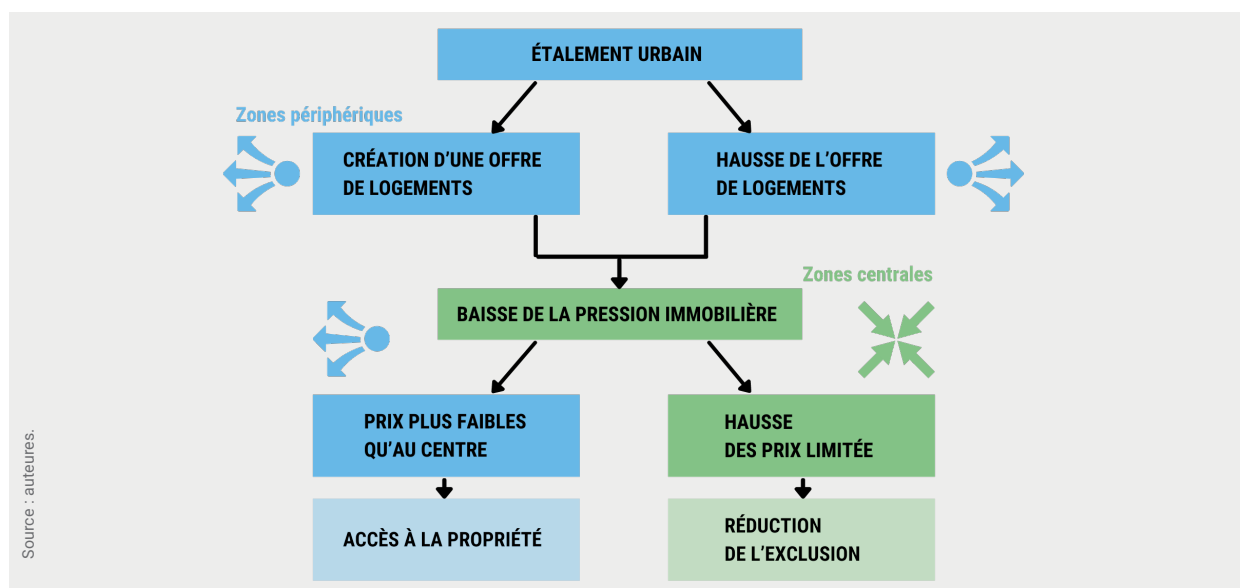 ÉTALEMENT URBAIN
Zones périphériques
CRÉATION D'UNE OFFRE
DE LOGEMENTS
HAUSSE DE L'OFFRE
DE LOGEMENTS
Zones centrales
BAISSE DE LA PRESSION IMMOBILIÈRE
PRIX PLUS FAIBLES
QU'AU CENTRE
HAUSSE
DES PRIX LIMITÉE
ACCÈS À LA PROPRIÉTÉ
RÉDUCTION
DE L'EXCLUSION
Source : auteures.